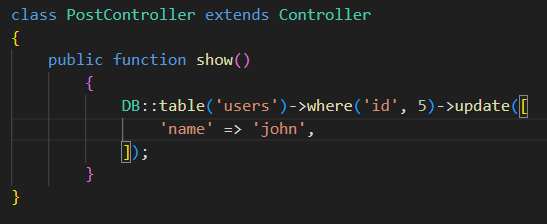 class PostController extends Controller
{
    public function show()
        {
            DB::table('users')->where('id', 5)->update([
                'name' => 'john',
            ]);
        }
}